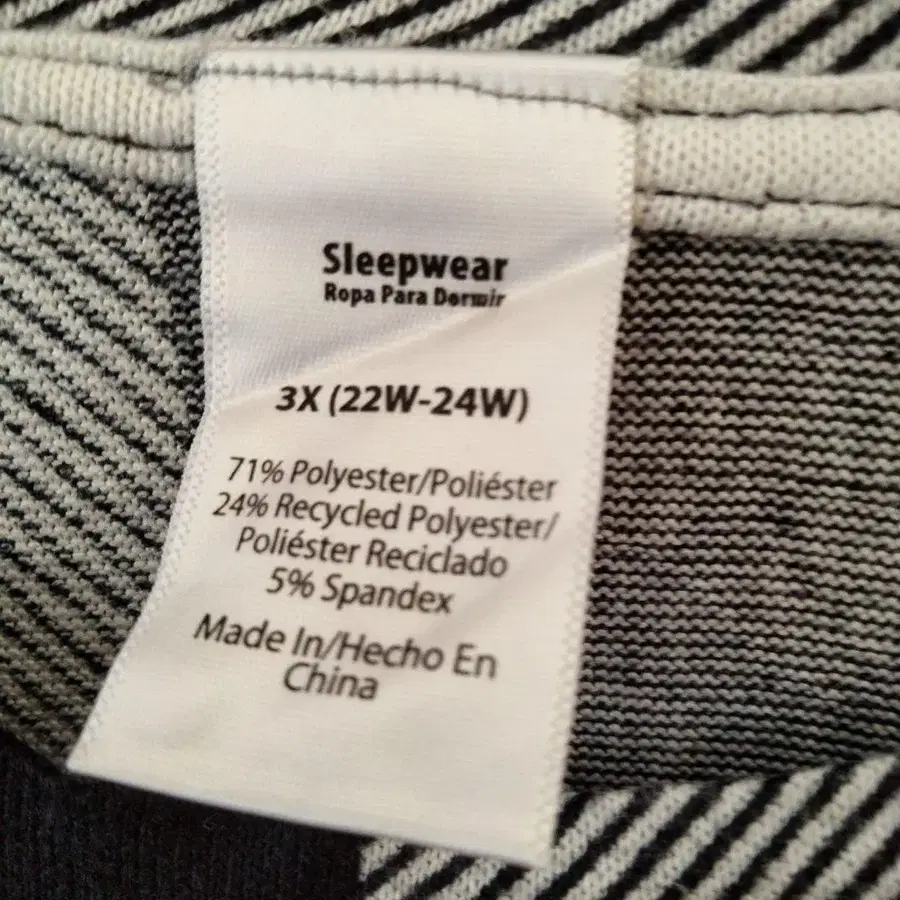 Sleepwear
Ropa Para Dormir
3X (22W-24W)
71% Polyester/Poliéster
24% Recycled Polyester/
Poliéster Reciclado
5% Spandex
Made In/Hecho En
China